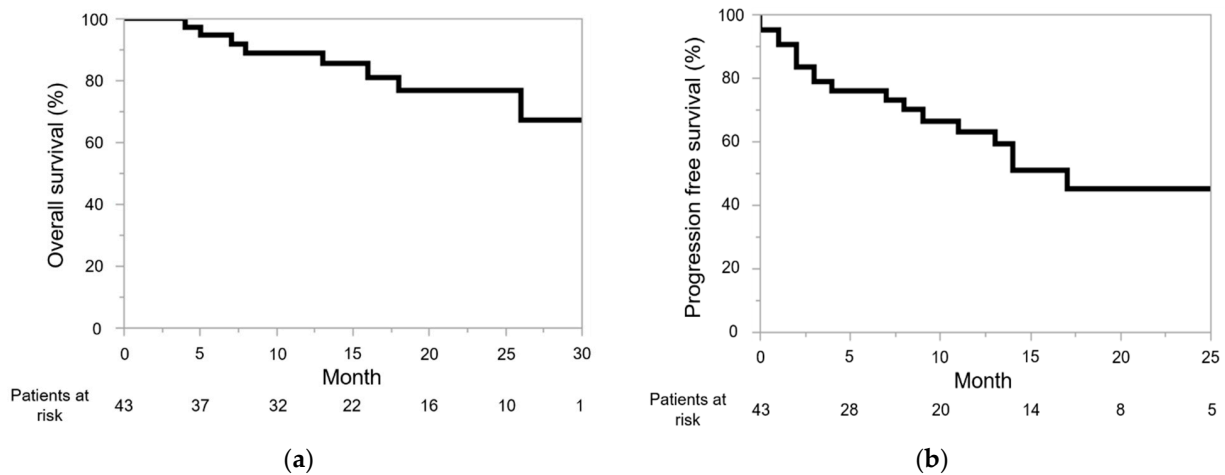 Overall survival (%)
100
80
60
40
20
0
0 5 10 15 20 25 30
Month
Patients at
risk
43 37 32 22 16 10 1
(a)
Progression free survival (%)
100
80
60
40
20
0
0 5 10 15 20 25
Month
Patients at
risk
43 28 20 14 8 5
(b)